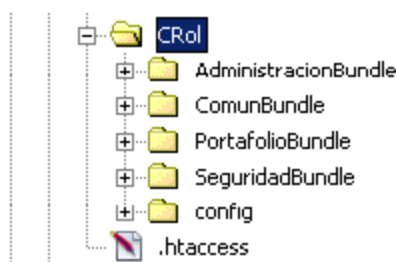 CRol
AdministracionBundle
ComunBundle
PortafolioBundle
SeguridadBundle
config
.htaccess